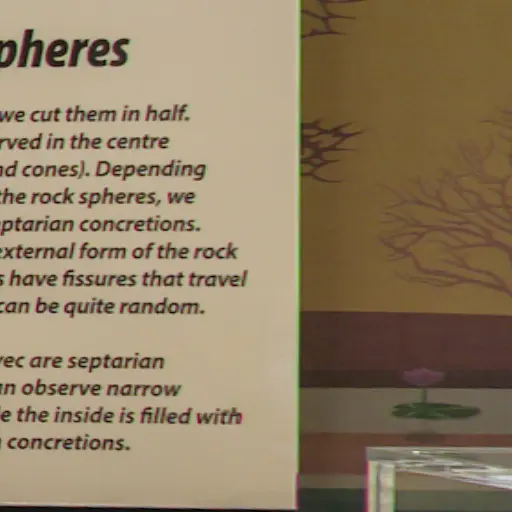 pheres
we cut them in half.
rved in the centre
nd cones). Depending
the rock spheres, we
ptarian concretions.
external form of the rock
s have fissures that travel
can be quite random.
vec are septarian
an observe narrow
e the inside is filled with
concretions.